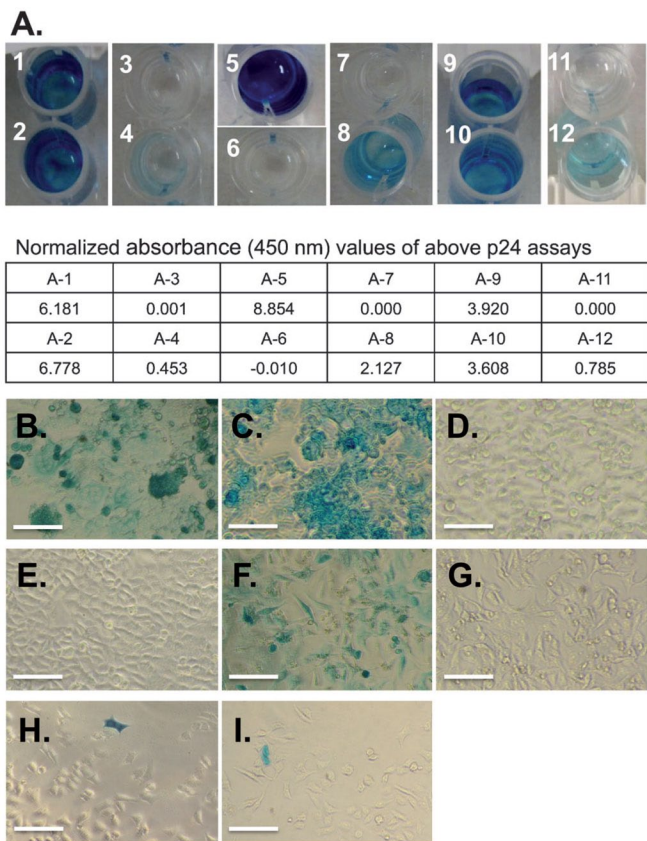 A.
1 3 5 7 9 11
2 4 6 8 10 12
Normalized absorbance (450 nm) values of above p24 assays
A-1 A-3 A-5 A-7 A-9 A-11
6.181 0.001 8.854 0.000 3.920 0.000
A-2 A-4 A-6 A-8 A-10 A-12
6.778 0.453 -0.010 2.127 3.608 0.785
B. C. D.
E. F. G.
H. I.